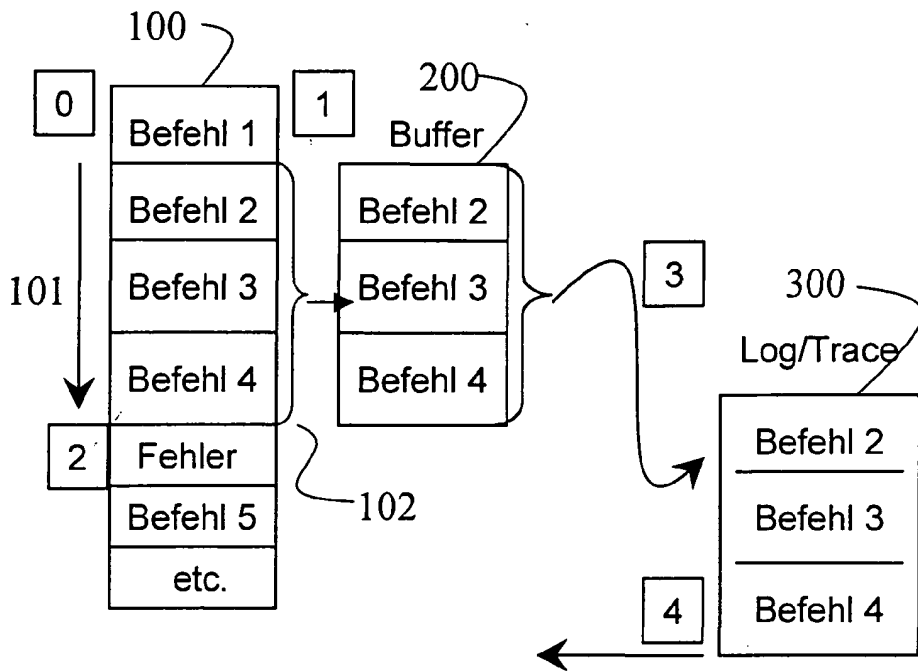 100
0
1
Befehl 1
Befehl 2
Befehl 3
Befehl 4
Fehler
Befehl 5
etc.
101
2
102
200
Buffer
Befehl 2
Befehl 3
Befehl 4
3
300
Log/Trace
Befehl 2
Befehl 3
Befehl 4
4